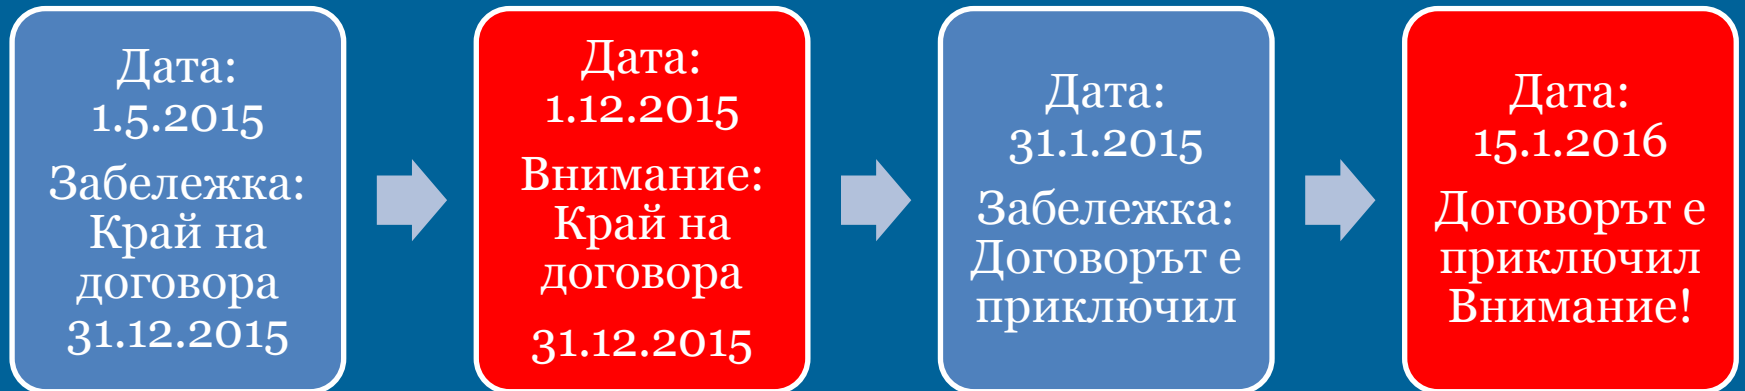 Дата:
1.5.2015
Забележка:
Край на
договора
31.12.2015
Дата:
1.12.2015
Внимание:
Край на
договора
31.12.2015
Дата:
31.1.2015
Забележка:
Договорът е
приключил
Дата:
15.1.2016
Договорът е
приключил
Внимание!